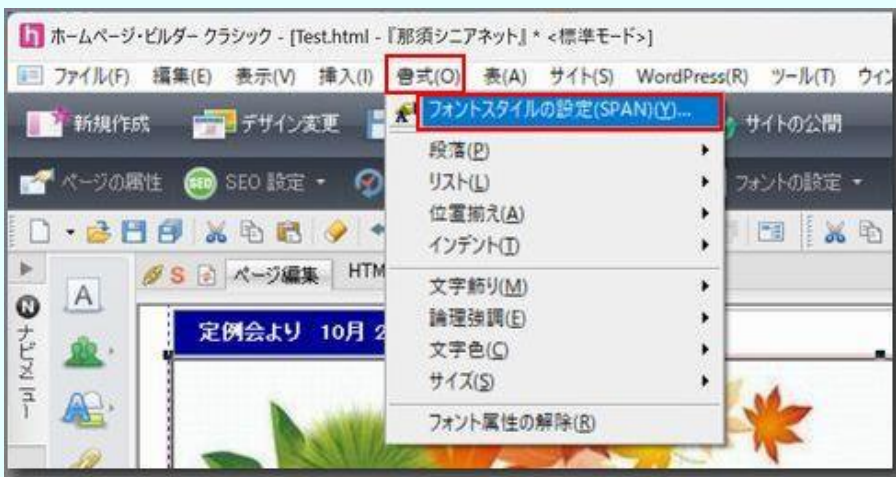 ホームページ・ビルダー クラシック - [Test.html - 『那須シニアネット』 * <標準モード>]
ファイル(F) 編集(E) 表示(V) 挿入(I) 書式(O) 表(A) サイト(S) WordPress(R) ツール(T)
フォントスタイルの設定(SPAN)(Y)...
新規作成 デザイン変更 サイトの公開
段落(P)
ページの属性 SEO SEO 設定 フォントの設定
リスト(L)
位置揃え(A)
インデント(I)
S ページ編集 HTM
文字飾り(M)
A
論理強調(E)
N ナビメニュー
定例会より 10月 2
文字色(C)
サイズ(S)
A
フォント属性の解除(R)